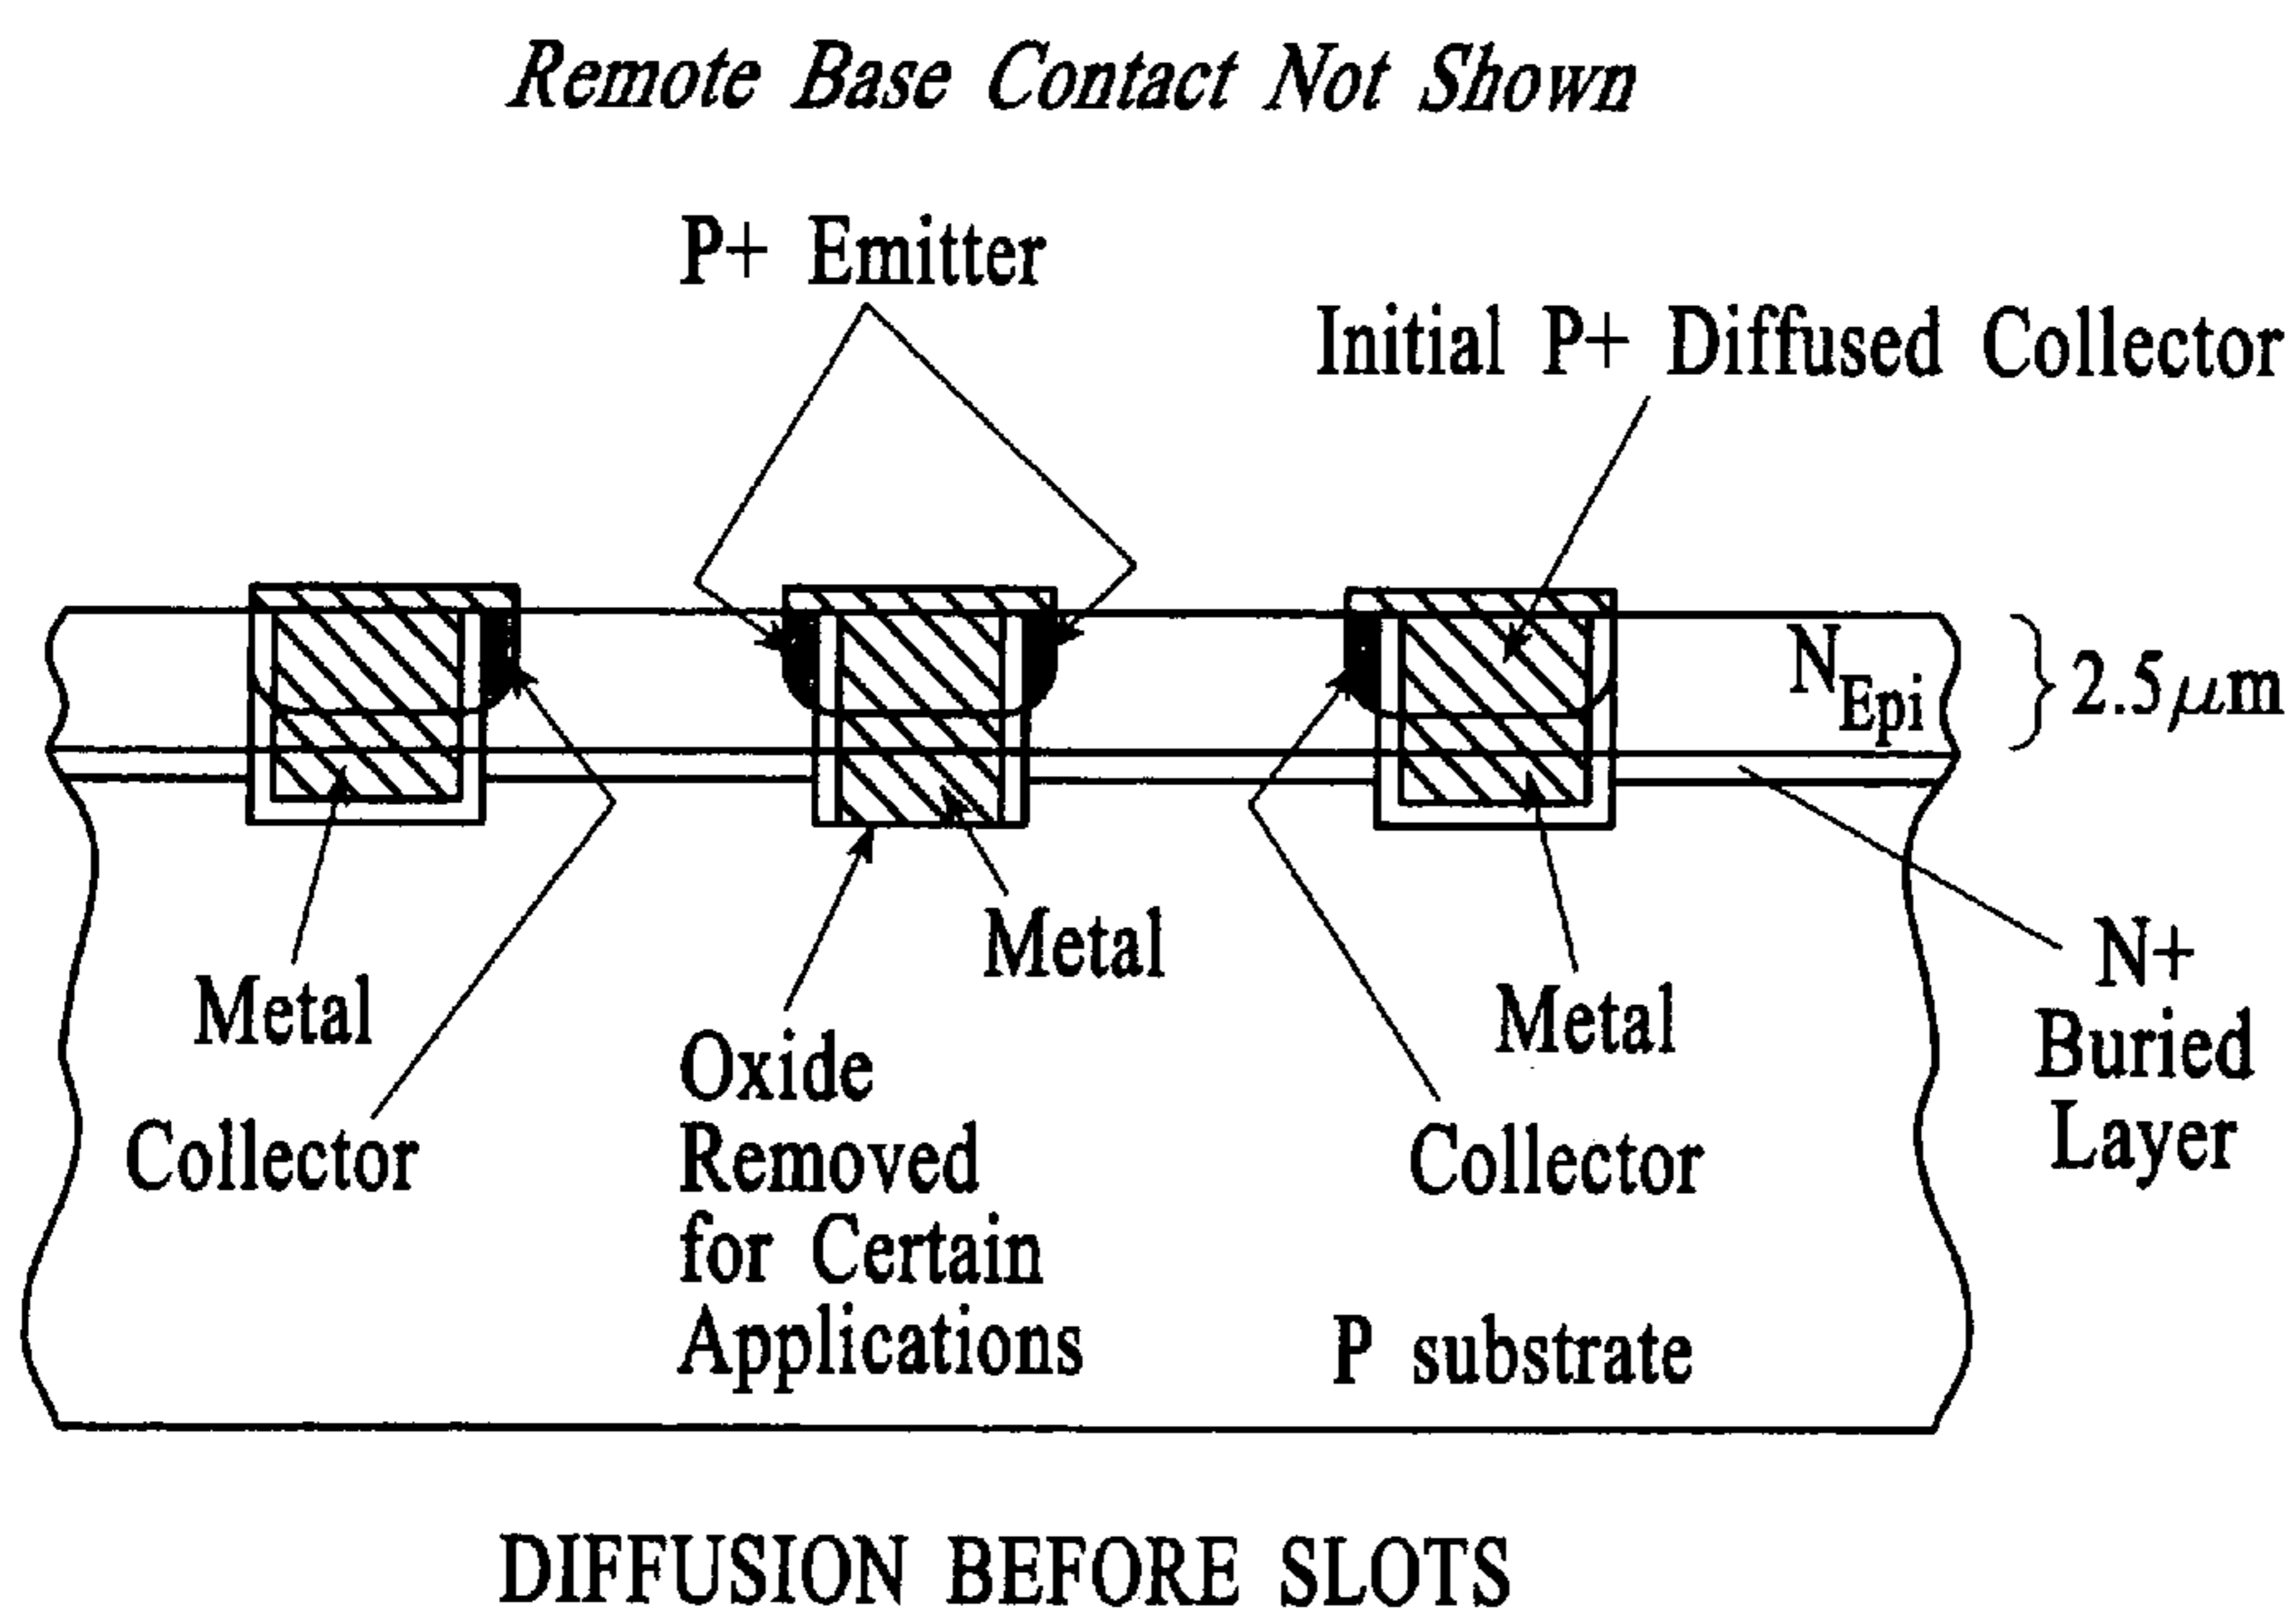 Remote Base Contact Not Shown
P+ Emitter
Initial P+ Diffused Collector
N Epi
2.5μm
Metal
Metal
Metal
N+
Buried
Layer
Collector
Oxide
Removed
for Certain
Applications
Collector
P substrate
DIFFUSION BEFORE SLOTS